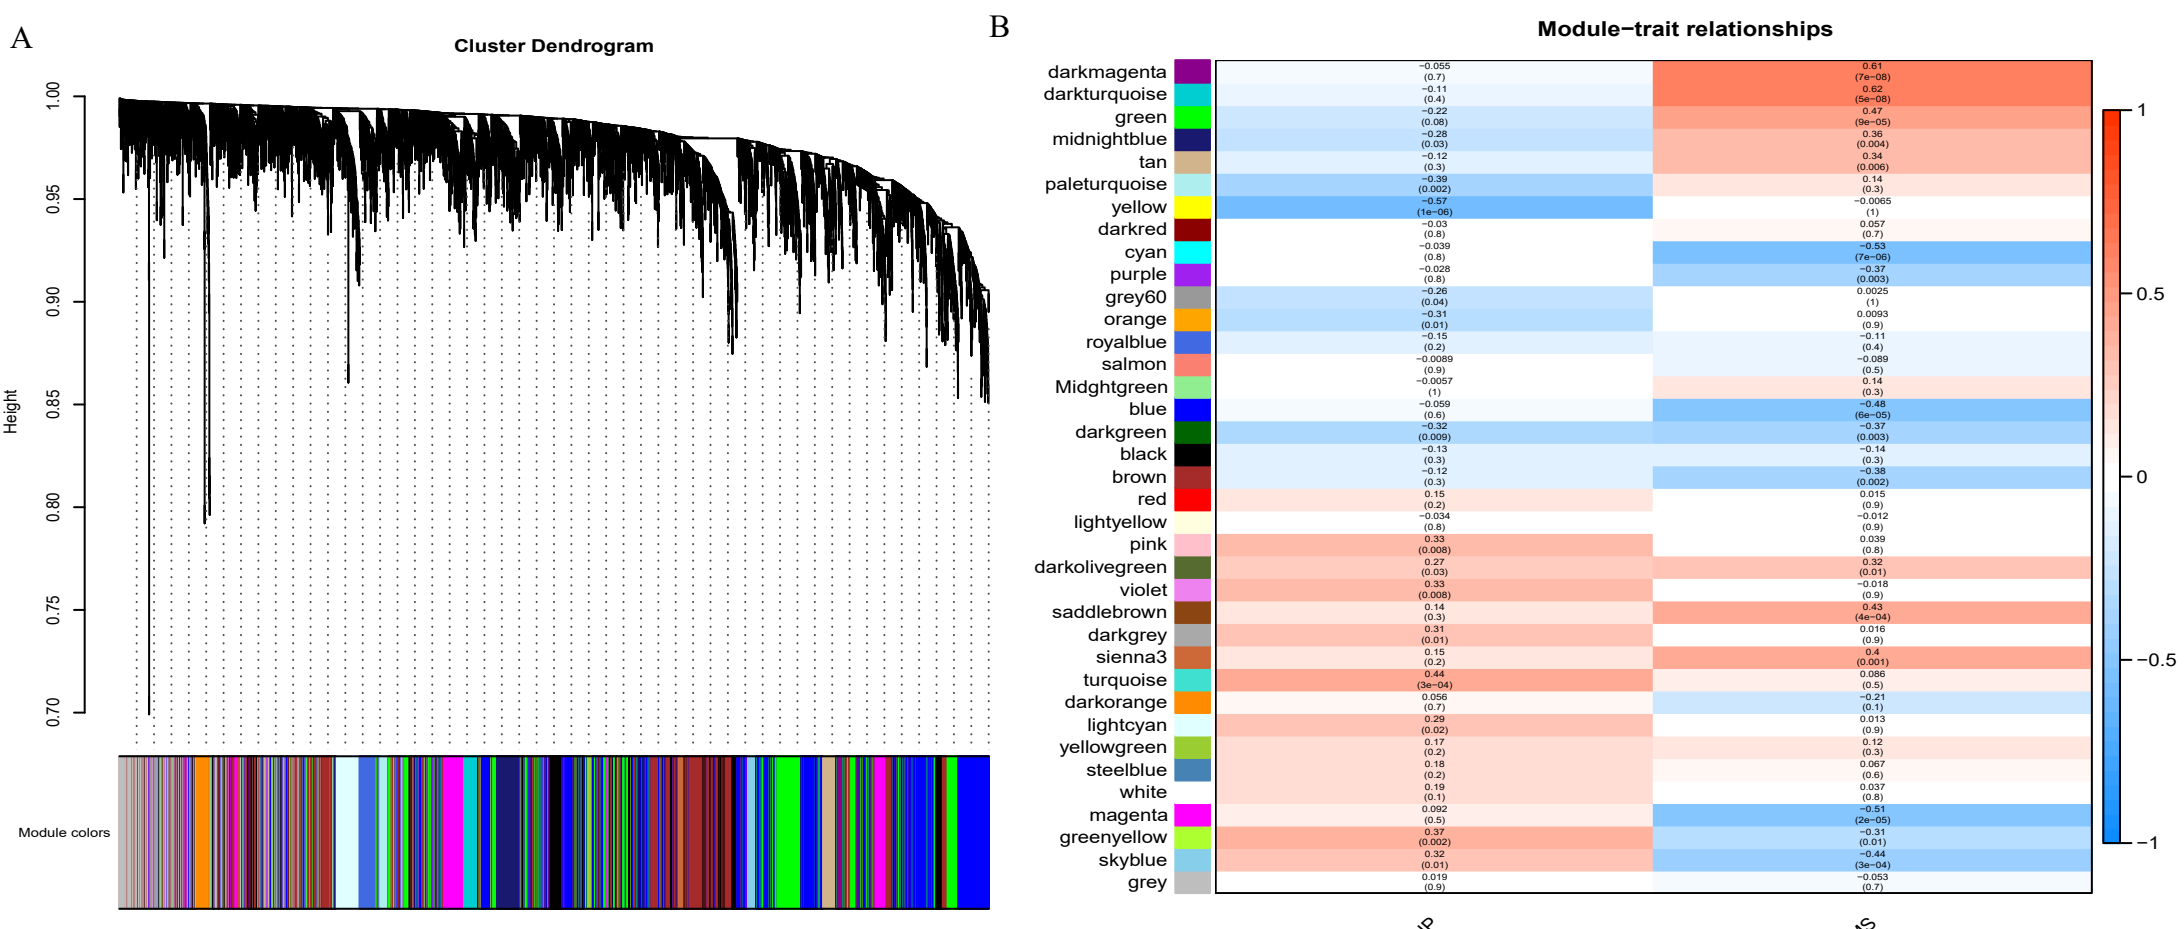 A
Cluster Dendrogram
Height
1.00
0.95
0.90
0.85
0.80
0.75
0.70
Module colors
B
Module−trait relationships
darkmagenta
−0.055
(0.7)
0.61
(7e−08)
darkturquoise
−0.11
(0.4)
0.62
(5e−08)
green
−0.22
(0.08)
0.47
(9e−05)
midnightblue
−0.28
(0.03)
0.36
(0.004)
tan
−0.12
(0.3)
0.34
(0.006)
paleturquoise
−0.39
(0.002)
0.14
(0.3)
yellow
−0.57
(1e−06)
−0.0065
(1)
darkred
−0.03
(0.8)
0.057
(0.7)
cyan
−0.039
(0.8)
−0.53
(7e−06)
purple
−0.028
(0.8)
−0.37
(0.003)
grey60
−0.26
(0.04)
0.0025
(1)
orange
−0.31
(0.01)
0.0093
(0.9)
royalblue
−0.15
(0.2)
−0.11
(0.4)
salmon
−0.0089
(0.9)
−0.089
(0.5)
Midghtgreen
−0.0057
(1)
0.14
(0.3)
blue
−0.059
(0.6)
−0.48
(6e−05)
darkgreen
−0.32
(0.009)
−0.37
(0.003)
black
−0.13
(0.3)
−0.14
(0.3)
brown
−0.12
(0.3)
−0.38
(0.002)
red
0.15
(0.2)
0.015
(0.9)
lightyellow
−0.034
(0.8)
−0.012
(0.9)
pink
0.33
(0.008)
0.039
(0.8)
darkolivegreen
0.27
(0.03)
0.32
(0.01)
violet
0.33
(0.008)
−0.018
(0.9)
saddlebrown
0.14
(0.3)
0.43
(4e−04)
darkgrey
0.31
(0.01)
0.016
(0.9)
sienna3
0.15
(0.2)
0.4
(0.001)
turquoise
0.44
(3e−04)
0.086
(0.5)
darkorange
0.056
(0.7)
−0.21
(0.1)
lightcyan
0.29
(0.02)
0.013
(0.9)
yellowgreen
0.17
(0.2)
0.12
(0.3)
steelblue
0.18
(0.2)
0.067
(0.6)
white
0.19
(0.1)
0.037
(0.8)
magenta
0.092
(0.5)
−0.51
(2e−05)
greenyellow
0.37
(0.002)
−0.31
(0.01)
skyblue
0.32
(0.01)
−0.44
(3e−04)
grey
0.019
(0.9)
−0.053
(0.7)
1
0.5
0
−0.5
−1